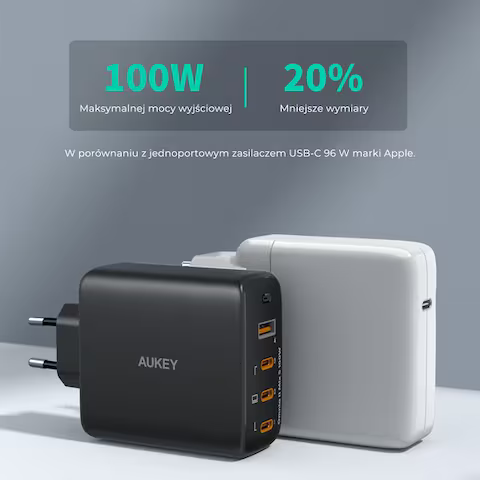 100W
20%
Maksymalnej mocy wyjściowej
Mniejsze wymiary
W porównaniu z jednoportowym zasilaczem USB-C 96 W marki Apple.
AUKEY